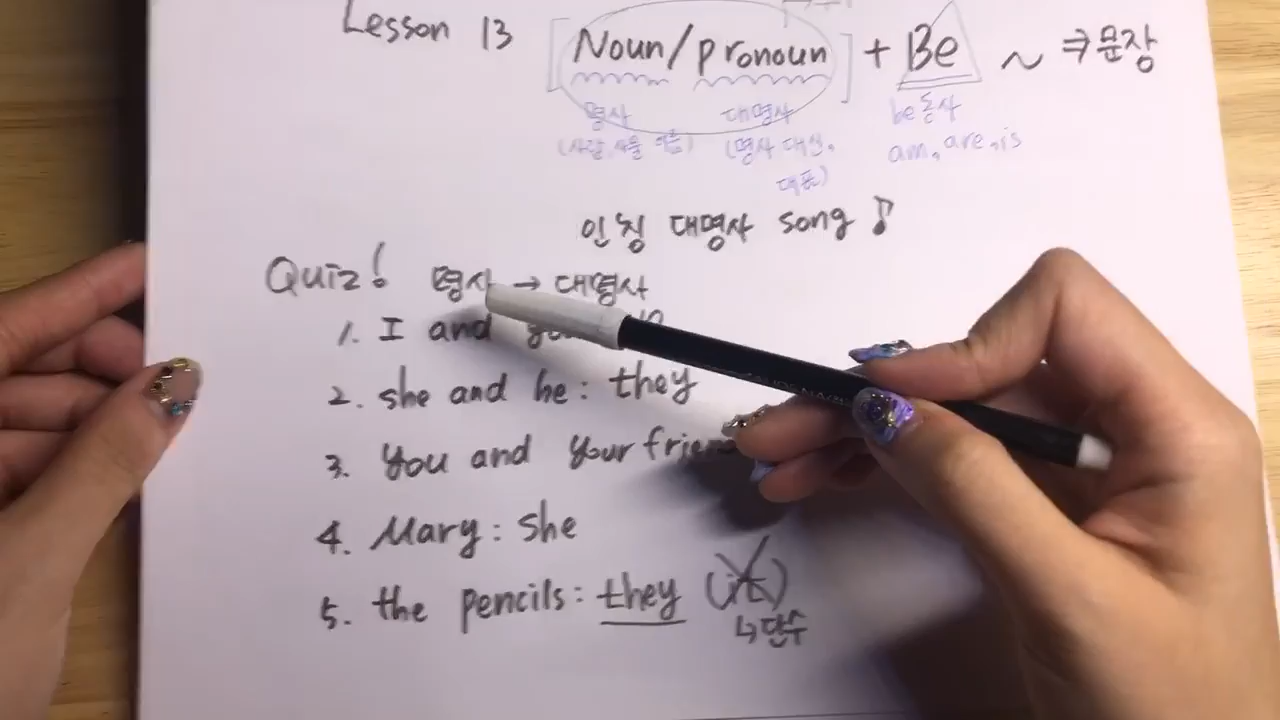 Lesson 13 [Noun/pronoun] + Be ~ ⇒ 문장
명사 대명사 be동사
(사람, 사물 이름) (명사 대신, am, are, is
대표)
인칭 대명사 song ♪
Quiz! 명사 → 대명사
1. I and
2. she and he: they
3. You and your
4. Mary: she
5. the pencils: they (it)
↳단수